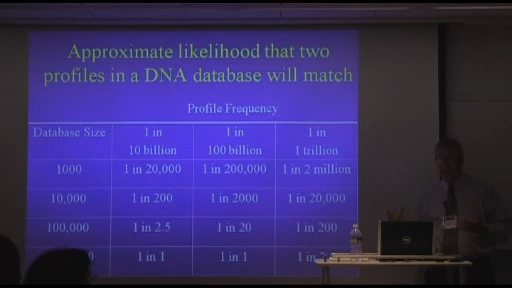 Approximate likelihood that two
profiles in a DNA database will match
Profile Frequency
Database Size 1 in 1 in 1 in
10 billion 100 billion 1 trillion
1000 1 in 20,000 1 in 200,000 1 in 2 million
10,000 1 in 200 1 in 2000 1 in 20,000
100,000 1 in 2.5 1 in 20 1 in 200
1 in 1 1 in 1 1 in